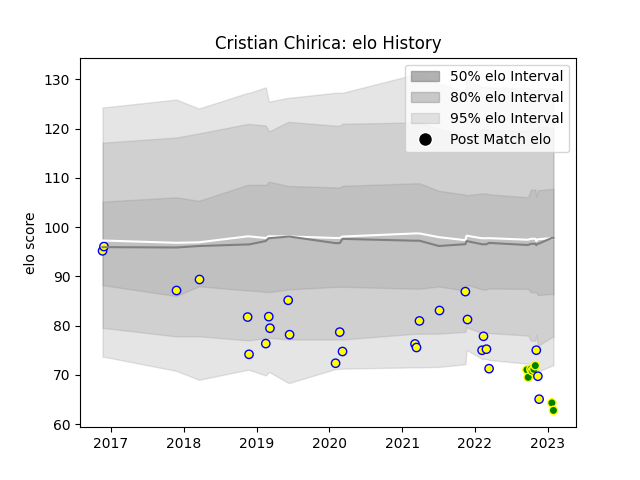 Cristian Chirica: elo History
50% elo Interval
80% elo Interval
95% elo Interval
Post Match elo
elo score
130
120
110
100
90
80
70
60
2017 2018 2019 2020 2021 2022 2023